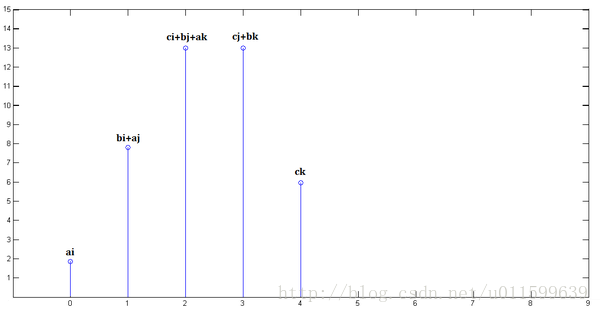 15
14
13
12
11
10
9
8
7
6
5
4
3
2
1
ci+bj+ak cj+bk
bi+aj
ck
ai
http://blog.csdn.net/u011599639
0 1 2 3 4 5 6 7 8 9